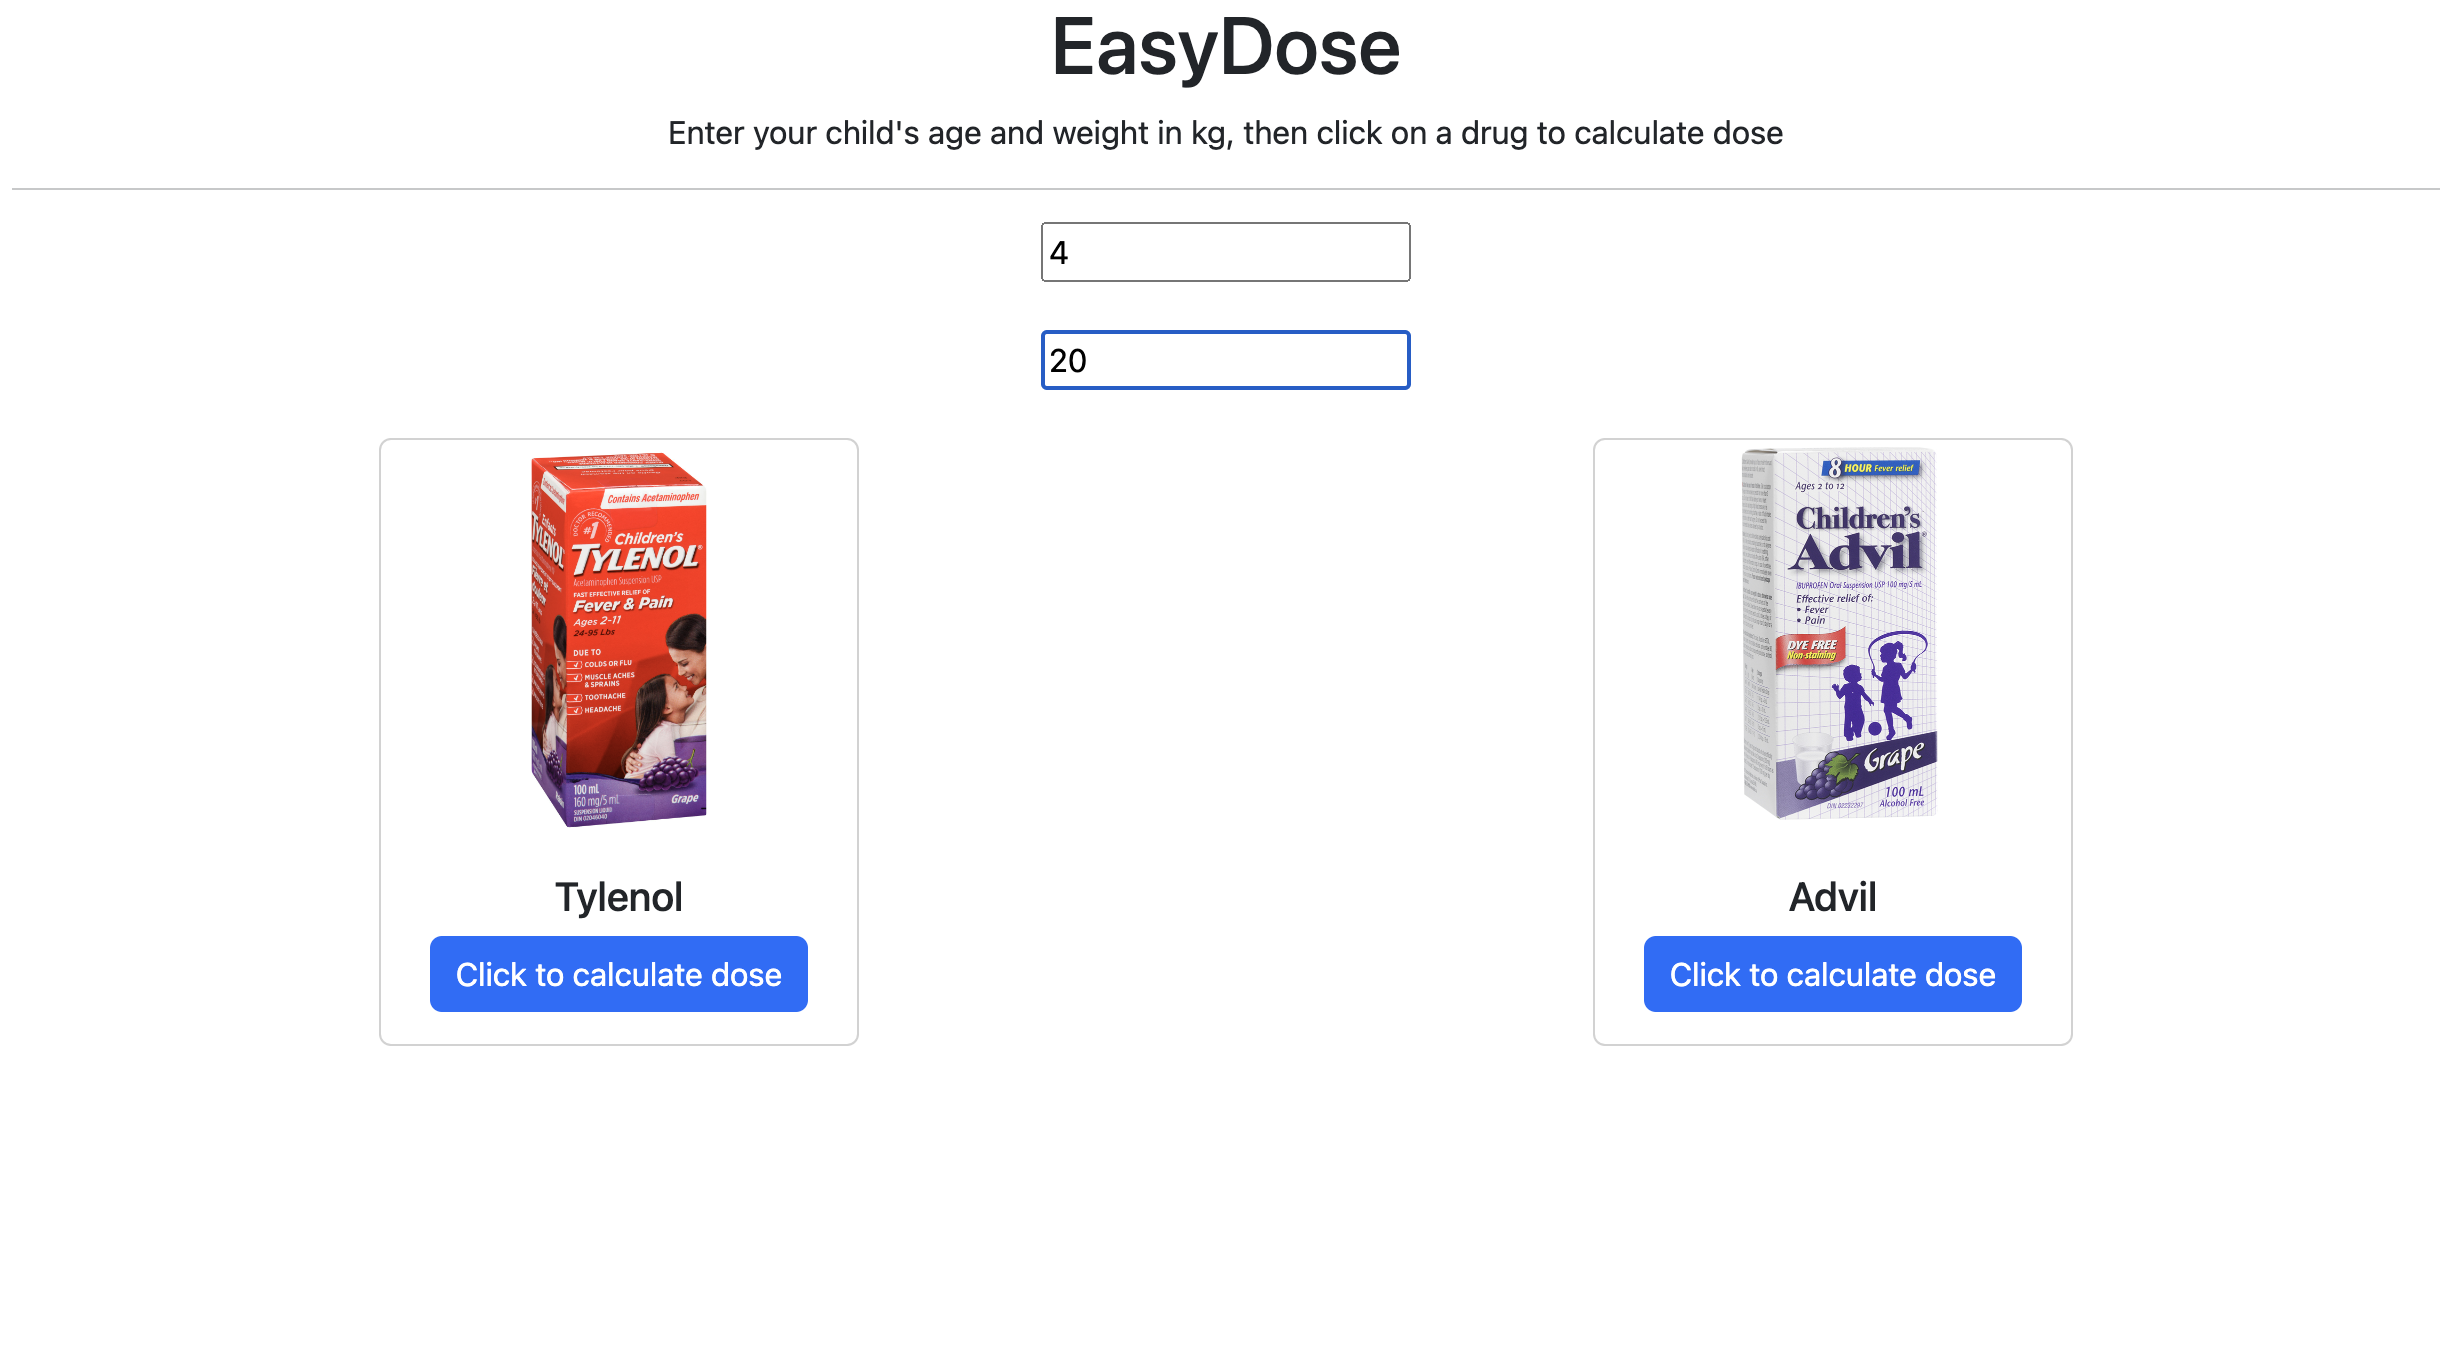 EasyDose
Enter your child's age and weight in kg, then click on a drug to calculate dose
4
20
Contains Acetaminophen
DOCTOR RECOMMENDED
#1
Children's
TYLENOL®
Acetaminophen Suspension USP
FAST EFFECTIVE RELIEF OF
Fever & Pain
Ages 2-11
24-95 Lbs
DUE TO
COLDS OR FLU
MUSCLE ACHES
& SPRAINS
TOOTHACHE
HEADACHE
100 mL
160 mg/5 mL
SUSPENSION LIQUID
Grape
TYLENOL
Tylenol
Click to calculate dose
8 HOUR Fever relief
Ages 2 to 12
Children's
Advil®
IBUPROFEN Oral Suspension USP 100 mg/5 mL
Effective relief of:
• Fever
• Pain
DYE FREE
Non-staining
Grape
100 mL
Alcohol Free
Advil
Click to calculate dose